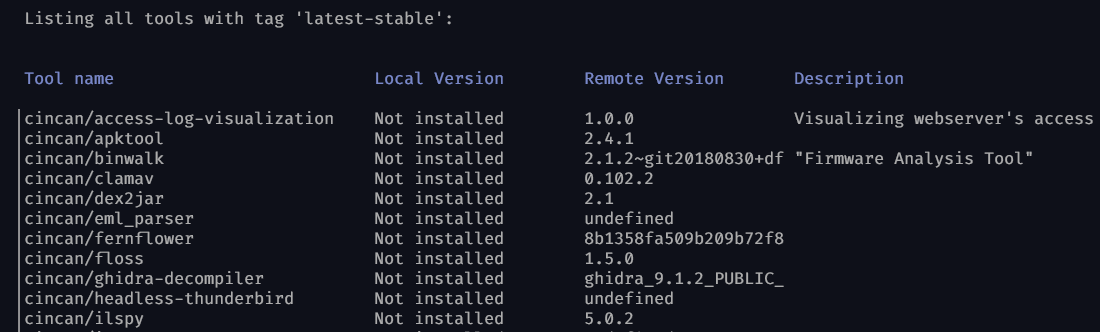 Listing all tools with tag 'latest-stable':
Tool name Local Version Remote Version Description
cincan/access-log-visualization Not installed 1.0.0 Visualizing webserver's access
cincan/apktool Not installed 2.4.1
cincan/binwalk Not installed 2.1.2~git20180830+df "Firmware Analysis Tool"
cincan/clamav Not installed 0.102.2
cincan/dex2jar Not installed 2.1
cincan/eml_parser Not installed undefined
cincan/fernflower Not installed 8b1358fa509b209b72f8
cincan/floss Not installed 1.5.0
cincan/ghidra-decompiler Not installed ghidra_9.1.2_PUBLIC_
cincan/headless-thunderbird Not installed undefined
cincan/ilspy Not installed 5.0.2